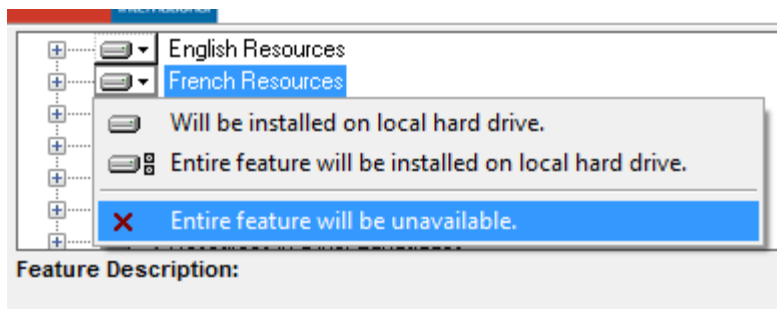 International
English Resources
French Resources
Will be installed on local hard drive.
Entire feature will be installed on local hard drive.
Entire feature will be unavailable.
Feature Description: